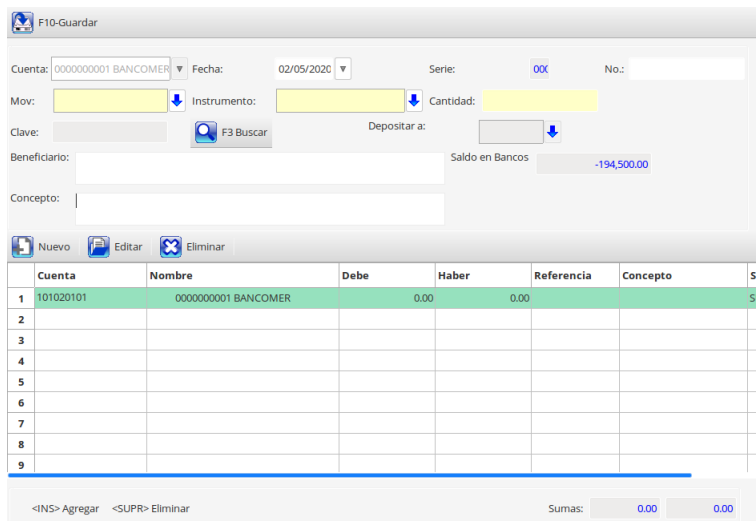 F10-Guardar
Cuenta: 0000000001 BANCOMER Fecha: 02/05/2020 Serie: 000 No.:
Mov: Instrumento: Cantidad:
Clave: F3 Buscar Depositar a:
Beneficiario: Saldo en Bancos -194,500.00
Concepto:
Nuevo Editar Eliminar
Cuenta Nombre Debe Haber Referencia Concepto S
1 101020101 0000000001 BANCOMER 0.00 0.00 S
2
3
4
5
6
7
8
9
<INS> Agregar <SUPR> Eliminar Sumas: 0.00 0.00